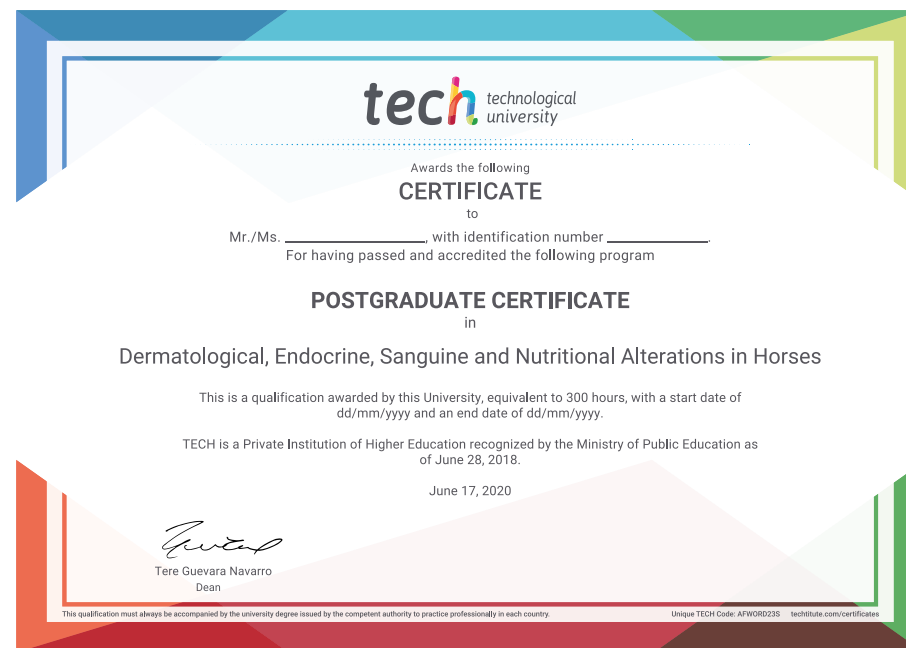 tech technological
university
Awards the following
CERTIFICATE
to
Mr./Ms. ____________________, with identification number ______________.
For having passed and accredited the following program
POSTGRADUATE CERTIFICATE
in
Dermatological, Endocrine, Sanguine and Nutritional Alterations in Horses
This is a qualification awarded by this University, equivalent to 300 hours, with a start date of
dd/mm/yyyy and an end date of dd/mm/yyyy.
TECH is a Private Institution of Higher Education recognized by the Ministry of Public Education as
of June 28, 2018.
June 17, 2020
Tere Guevara Navarro
Dean
This qualification must always be accompanied by the university degree issued by the competent authority to practice professionally in each country. Unique TECH Code: AFWORD23S techtitute.com/certificates